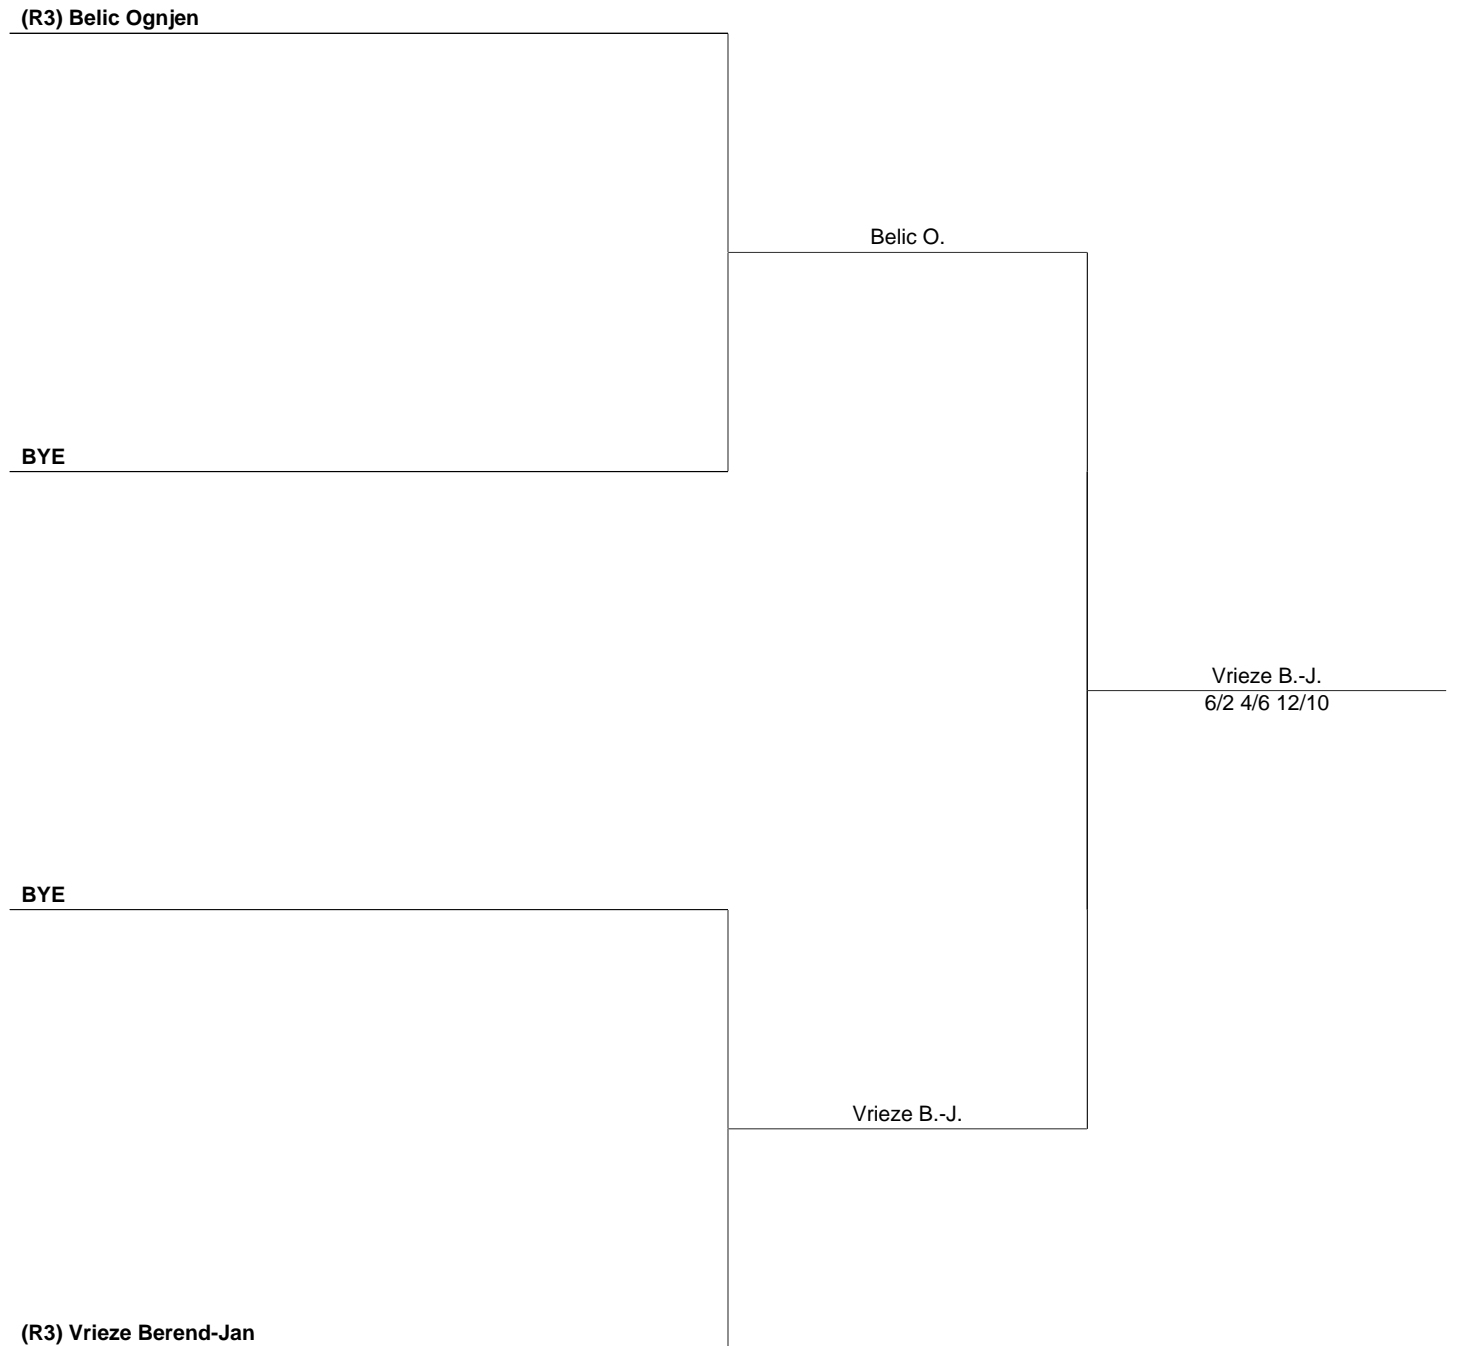 (R3) Belic Ognjen
Belic O.
BYE
Vrieze B.-J.
6/2 4/6 12/10
BYE
Vrieze B.-J.
(R3) Vrieze Berend-Jan